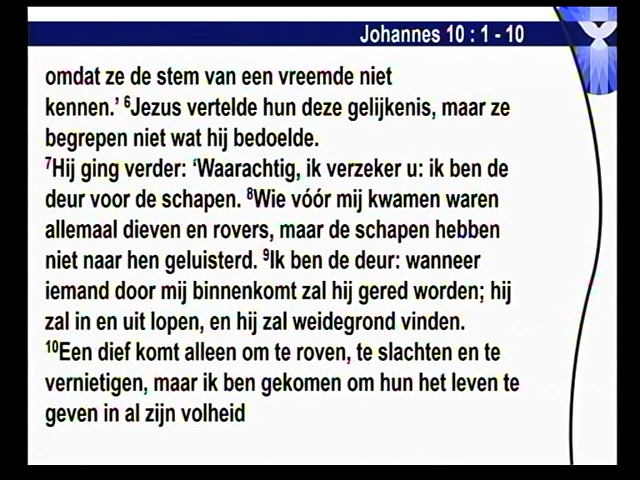 Johannes 10 : 1 - 10
omdat ze de stem van een vreemde niet
kennen.’ ⁶Jezus vertelde hun deze gelijkenis, maar ze
begrepen niet wat hij bedoelde.
⁷Hij ging verder: ‘Waarachtig, ik verzeker u: ik ben de
deur voor de schapen. ⁸Wie vóór mij kwamen waren
allemaal dieven en rovers, maar de schapen hebben
niet naar hen geluisterd. ⁹Ik ben de deur: wanneer
iemand door mij binnenkomt zal hij gered worden; hij
zal in en uit lopen, en hij zal weidegrond vinden.
¹⁰Een dief komt alleen om te roven, te slachten en te
vernietigen, maar ik ben gekomen om hun het leven te
geven in al zijn volheid